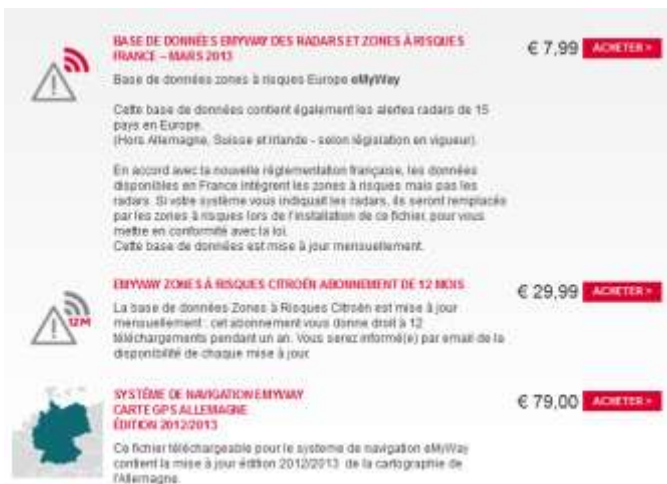 BASE DE DONNÉES EMYWAY DES RADARS ET ZONES À RISQUES
FRANCE – MARS 2013
€ 7,99 ACHETER >
Base de données zones à risques Europe eMyWay
Cette base de données contient également les alertes radars de 15
pays en Europe.
(Hors Allemagne, Suisse et Irlande - selon législation en vigueur).
En accord avec la nouvelle réglementation française, les données
disponibles en France intègrent les zones à risques mais pas les
radars. Si votre système vous indiquait les radars, ils seront remplacés
par les zones à risques lors de l'installation de ce fichier, pour vous
mettre en conformité avec la loi.
Cette base de données est mise à jour mensuellement.
EMYWAY ZONES À RISQUES CITROËN ABONNEMENT DE 12 MOIS
€ 29,99 ACHETER >
12M
La base de données Zones à Risques Citroën est mise à jour
mensuellement : cet abonnement vous donne droit à 12
téléchargements pendant un an. Vous serez informé(e) par email de la
disponibilité de chaque mise à jour
SYSTÈME DE NAVIGATION EMYWAY
CARTE GPS ALLEMAGNE
ÉDITION 2012/2013
€ 79,00 ACHETER >
Ce fichier téléchargeable pour le systeme de navigation eMyWay
contient la mise à jour édition 2012/2013 de la cartographie de
l'Allemagne.